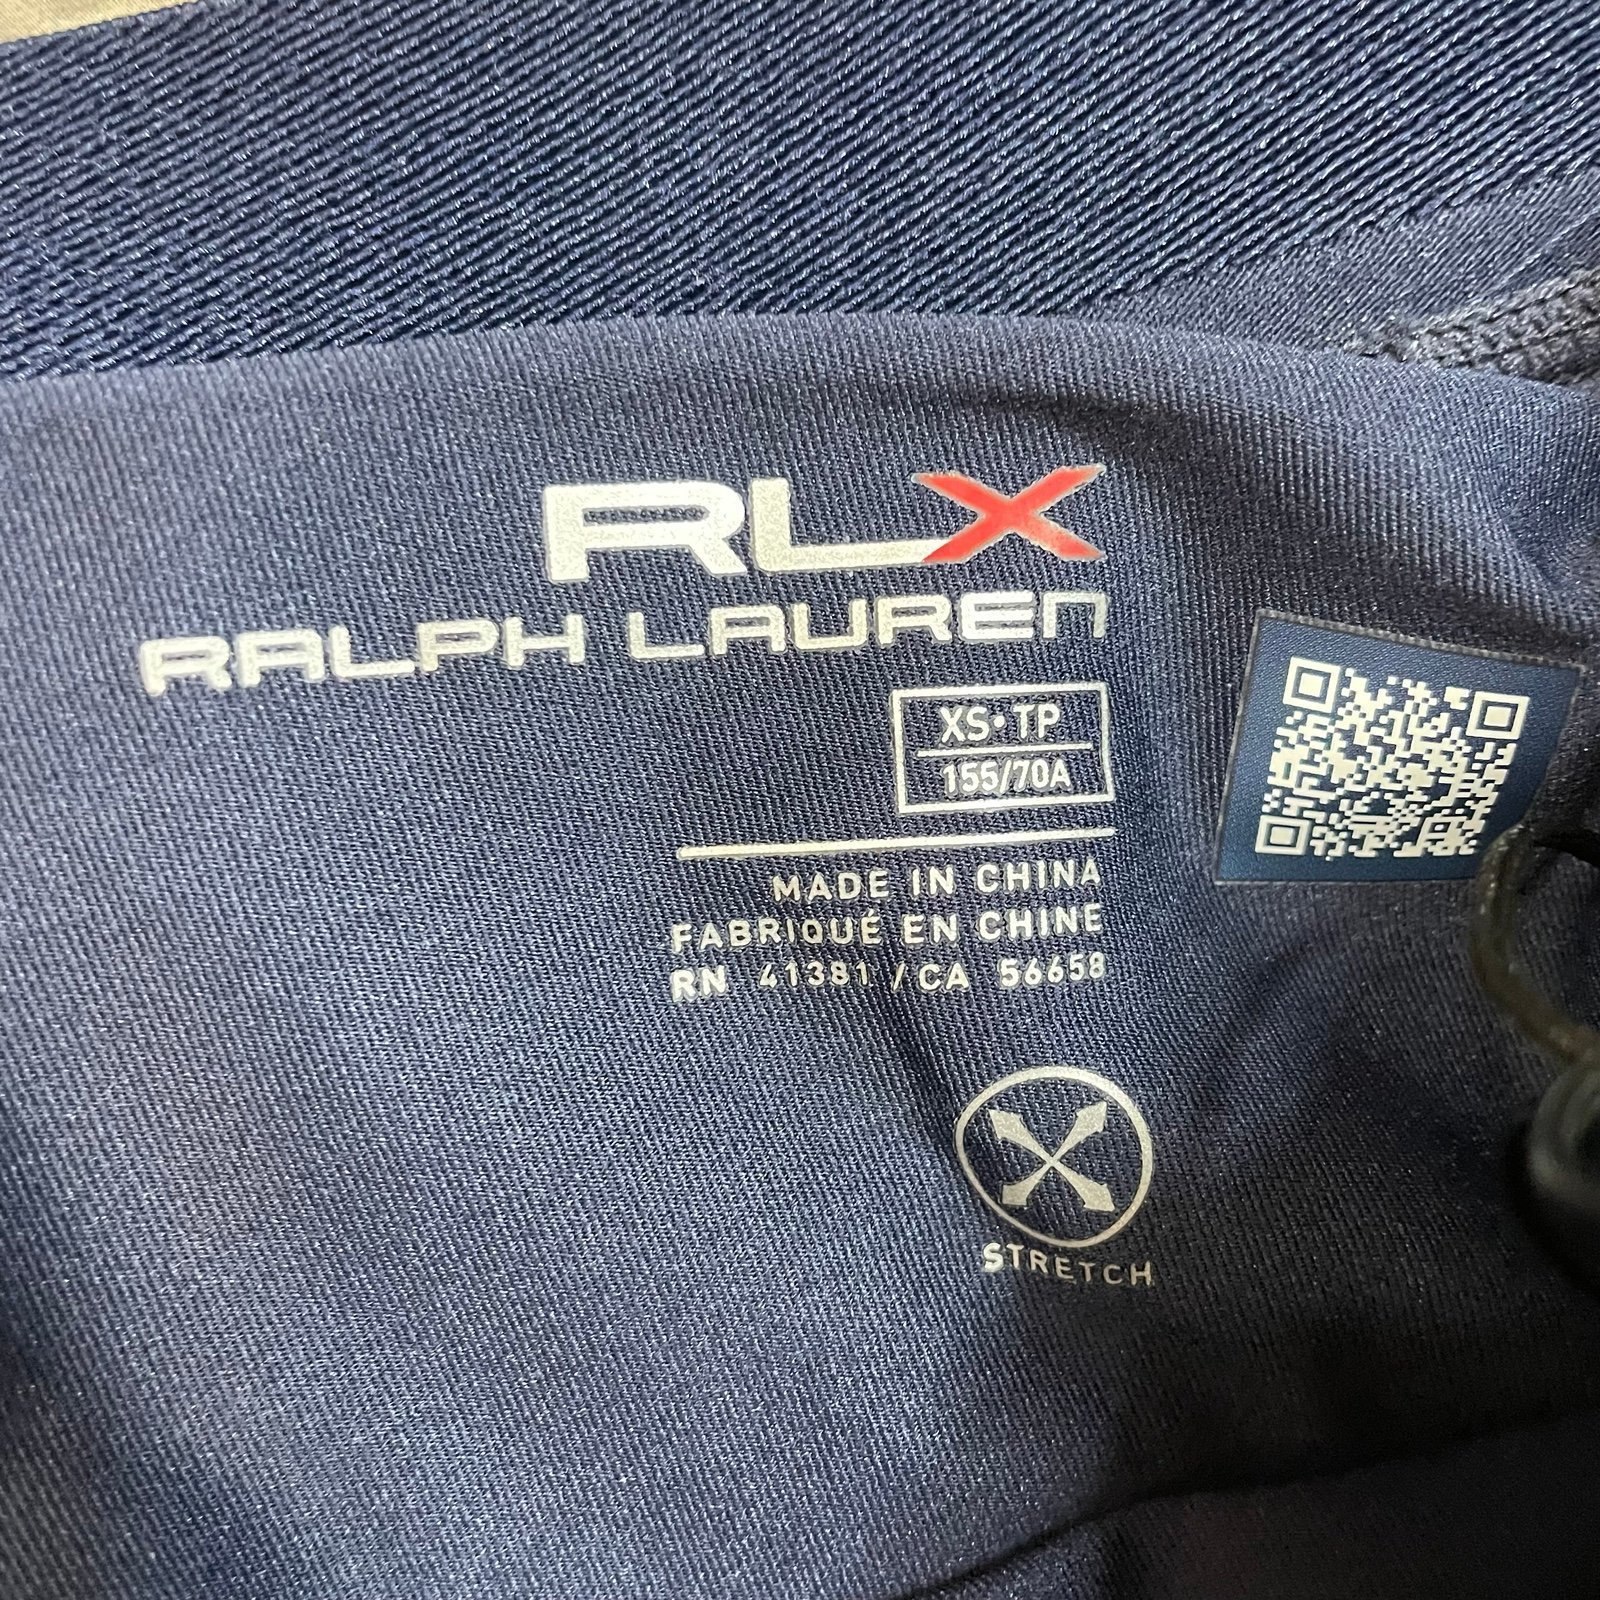 RLX
RALPH LAUREN
XS • TP
155/70A
MADE IN CHINA
FABRIQUÉ EN CHINE
RN 41381 / CA 56658
STRETCH